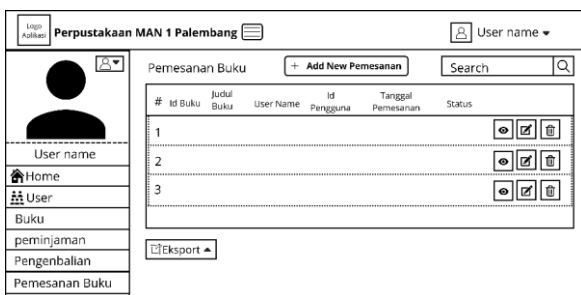 Logo
Aplikasi
Perpustakaan MAN 1 Palembang
User name
Pemesanan Buku
+ Add New Pemesanan
Search
# Id Buku Judul Buku User Name Id Pengguna Tanggal Pemesanan Status
1
2
3
User name
Home
User
Buku
peminjaman
Pengenbalian
Pemesanan Buku
Eksport